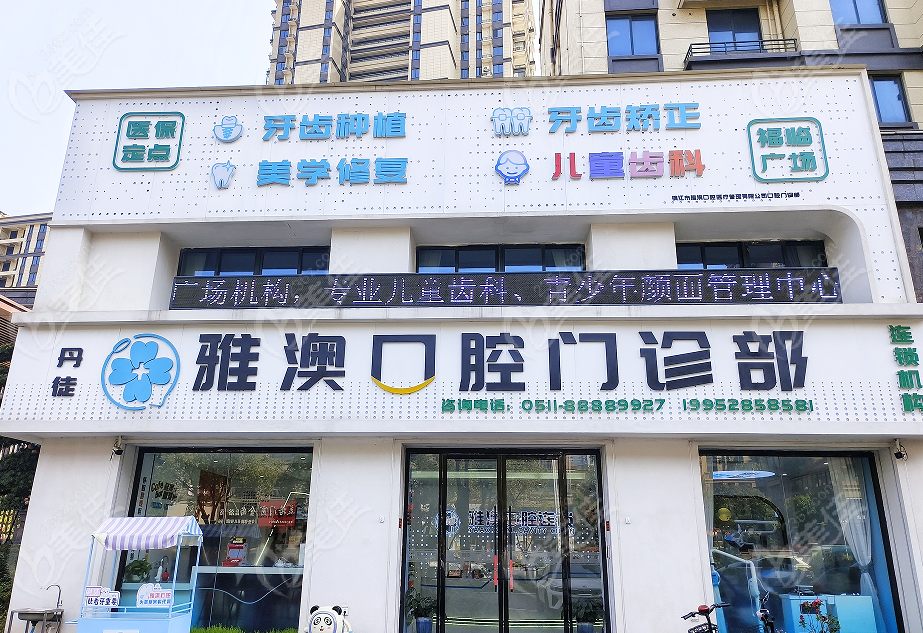 医保
定点
牙齿种植
美学修复
牙齿矫正
儿童齿科
福临
广场
广场机构，专业儿童齿科、青少年颜面管理中心
丹徒
雅澳口腔门诊部
连锁机构
咨询电话：0511-88889927 19952858581